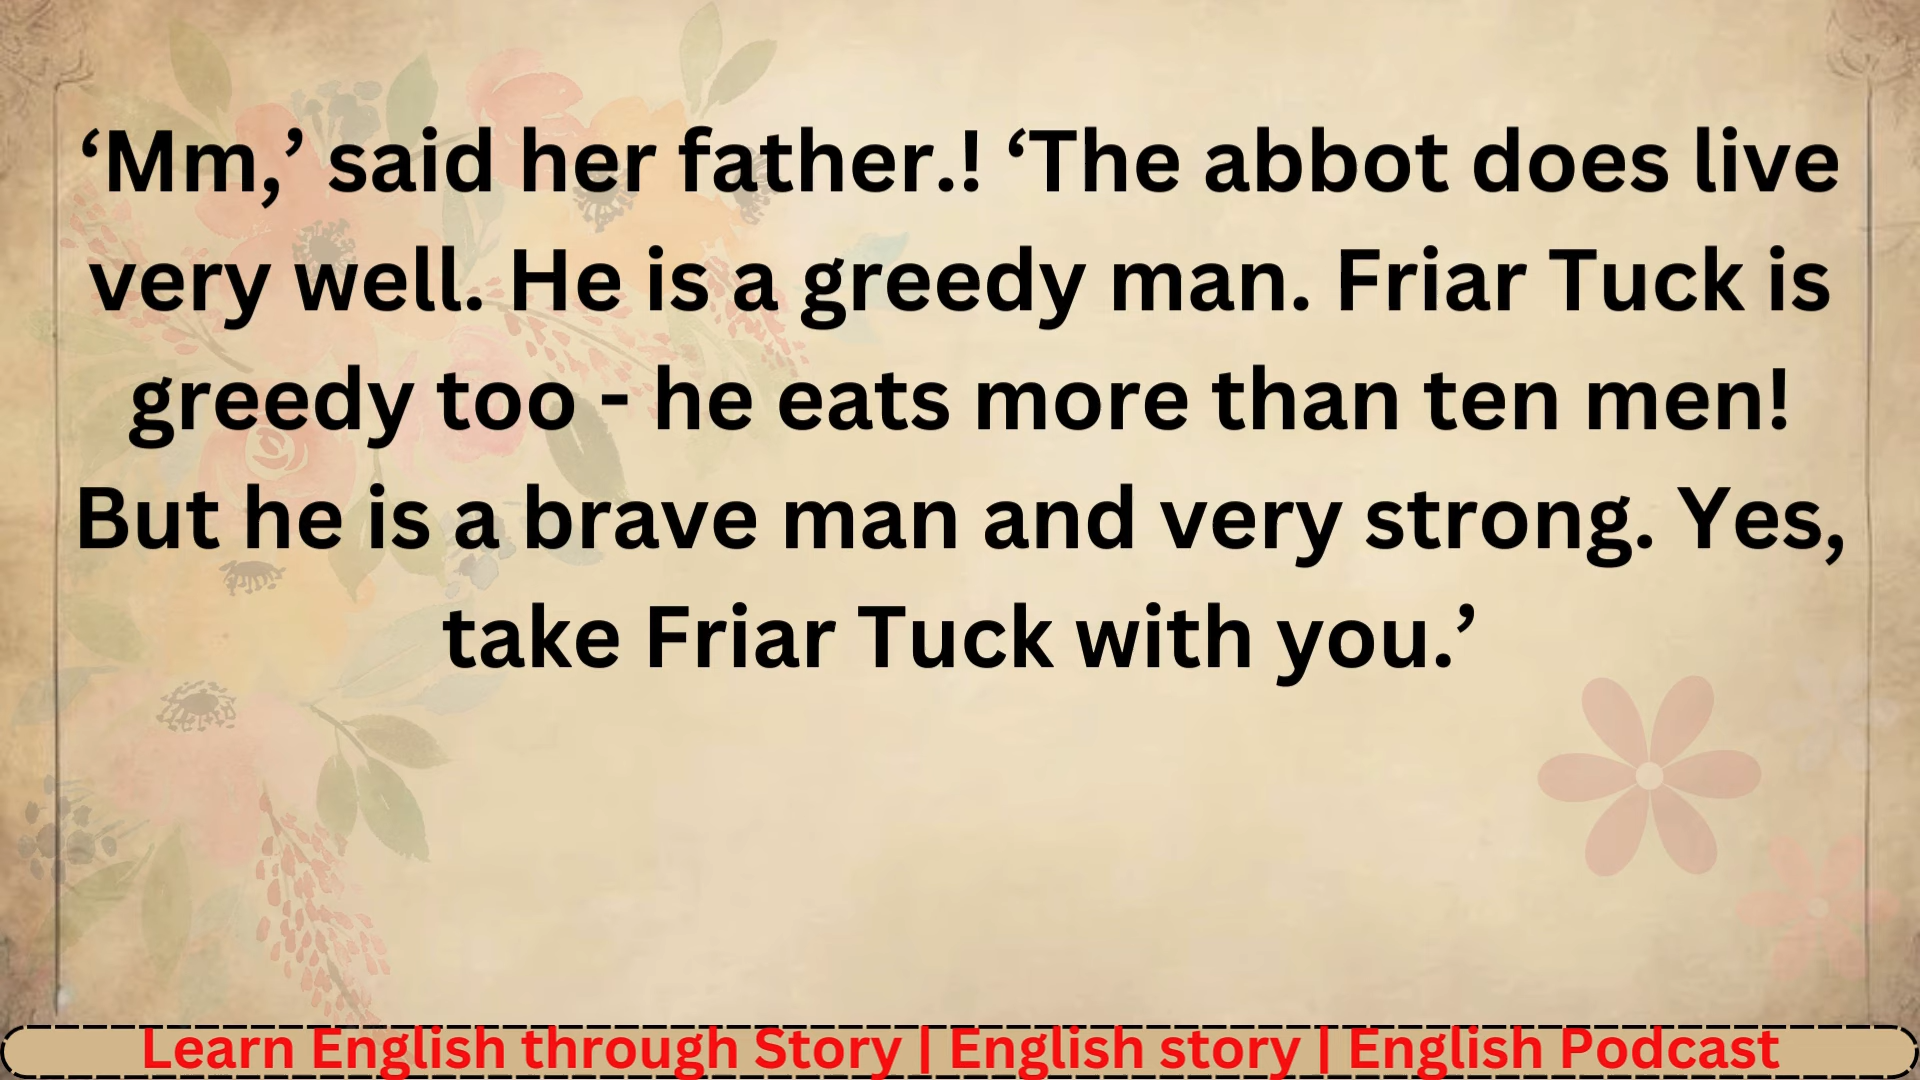 ‘Mm,’ said her father.! ‘The abbot does live
very well. He is a greedy man. Friar Tuck is
greedy too - he eats more than ten men!
But he is a brave man and very strong. Yes,
take Friar Tuck with you.’
Learn English through Story | English story | English Podcast